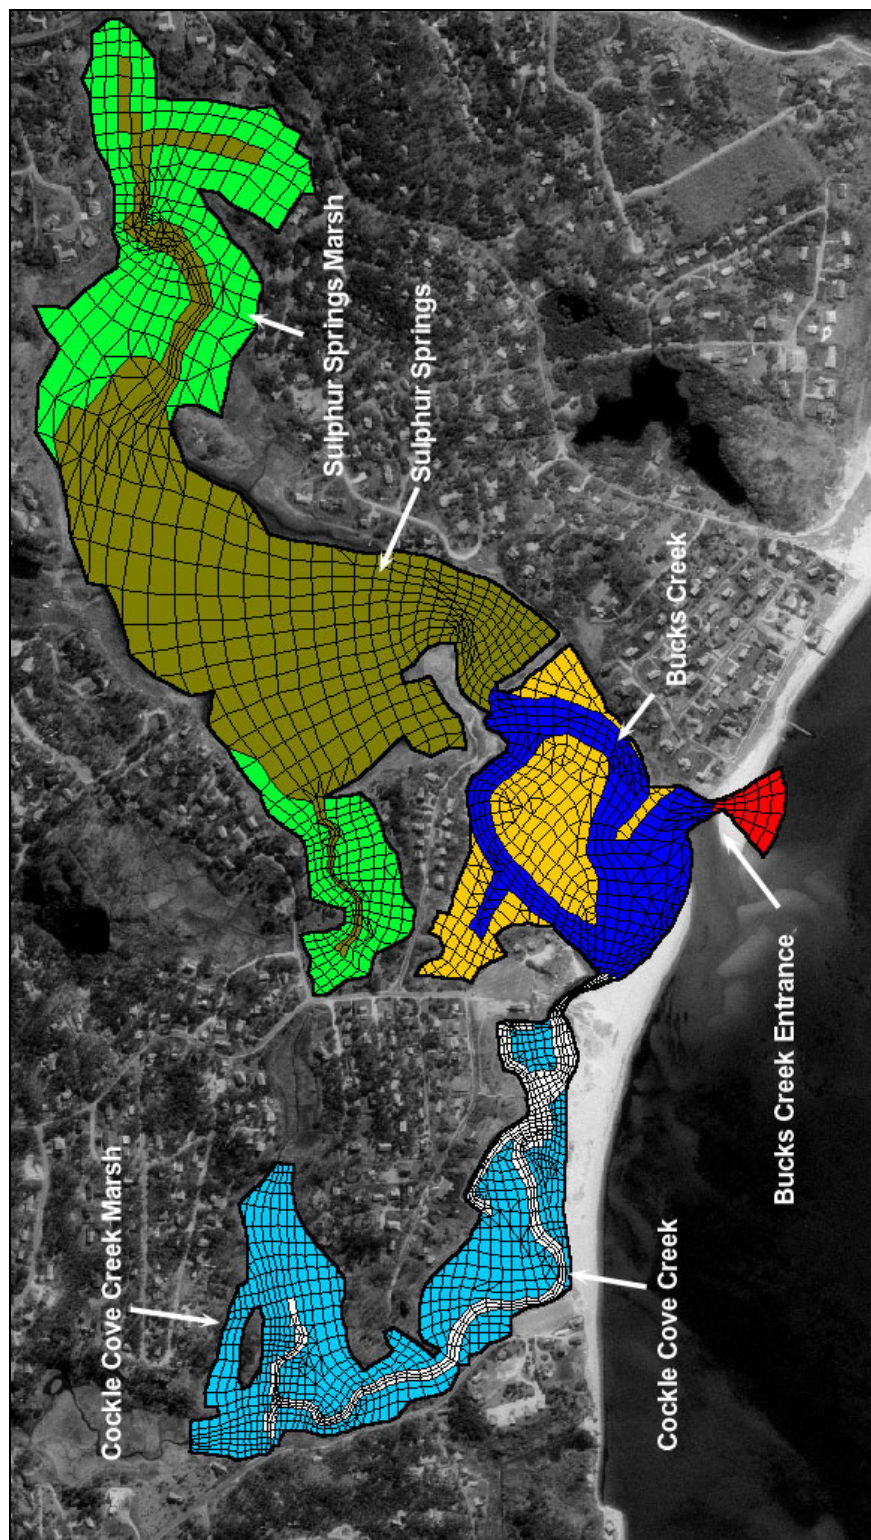 Cockle Cove Creek Marsh
Sulphur Springs Marsh
Sulphur Springs
Bucks Creek
Cockle Cove Creek
Bucks Creek Entrance